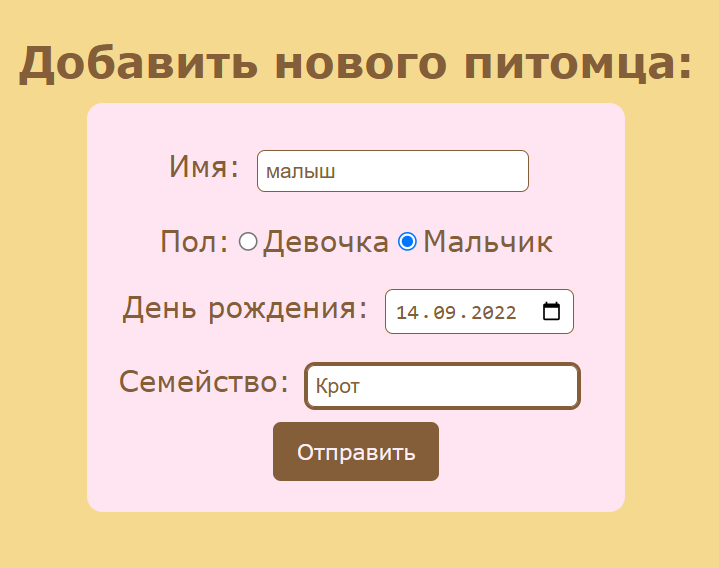 Добавить нового питомца:
Имя: малыш
Пол: Девочка Мальчик
День рождения: 14.09.2022
Семейство: Крот
Отправить